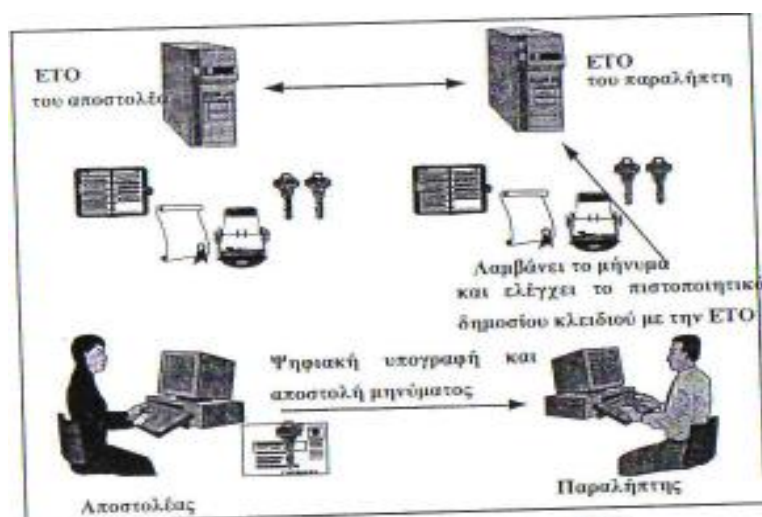 ΕΤΟ
του αποστολέα
ΕΤΟ
του παραλήπτη
Λαμβάνει το μήνυμα
και ελέγχει το πιστοποιητικό
δημοσίου κλειδιού με την ΕΤΟ
Ψηφιακή υπογραφή και
αποστολή μηνύματος
Αποστολέας
Παραλήπτης